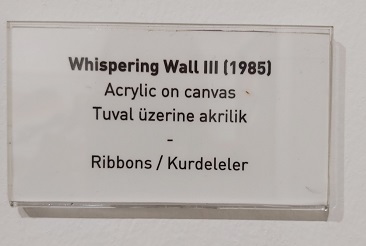 Whispering Wall III (1985)
Acrylic on canvas
Tuval üzerine akrilik
-
Ribbons / Kurdeleler